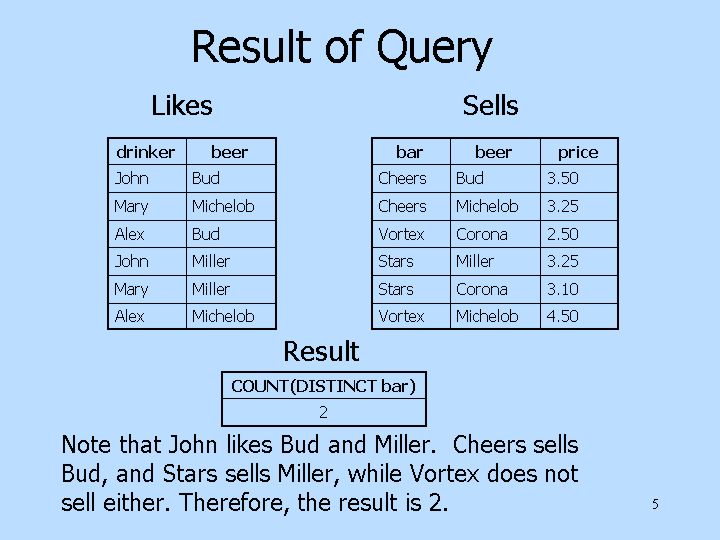 Result of Query
Likes
Sells
drinker beer
John Bud
Mary Michelob
Alex Bud
John Miller
Mary Miller
Alex Michelob
bar beer price
Cheers Bud 3.50
Cheers Michelob 3.25
Vortex Corona 2.50
Stars Miller 3.25
Stars Corona 3.10
Vortex Michelob 4.50
Result
COUNT(DISTINCT bar)
2
Note that John likes Bud and Miller.  Cheers sells
Bud, and Stars sells Miller, while Vortex does not
sell either. Therefore, the result is 2.
5